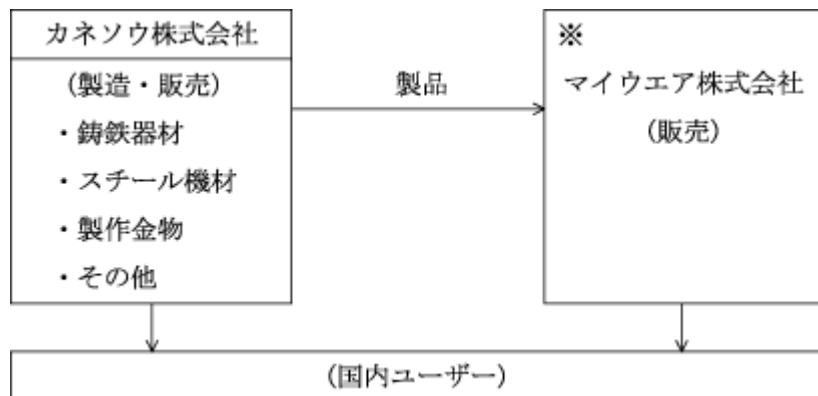 カネソウ株式会社
(製造・販売)
・鋳鉄器材
・スチール機材
・製作金物
・その他
製品
※
マイウエア株式会社
(販売)
(国内ユーザー)